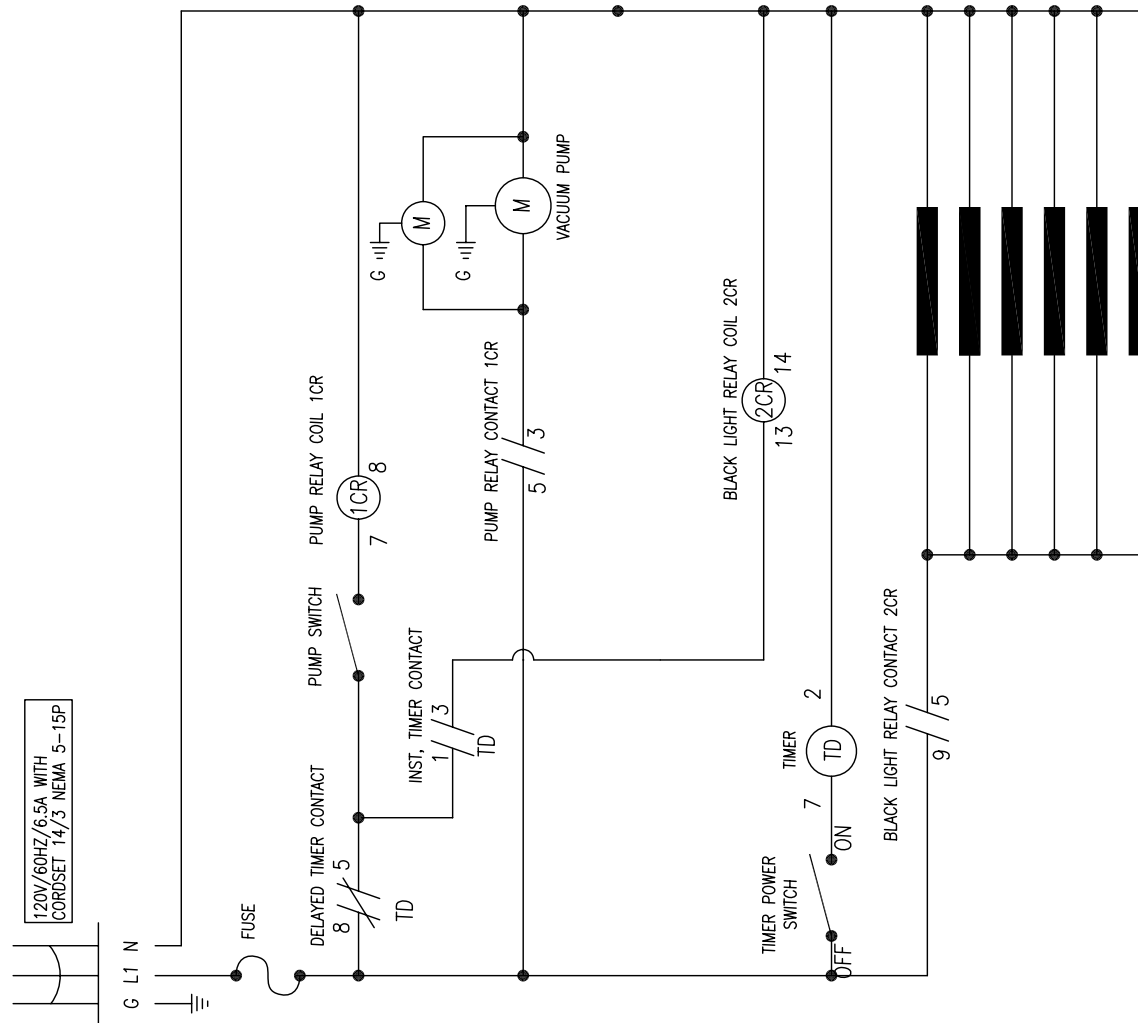 120V/60HZ/6.5A WITH
CORDSET 14/3 NEMA 5-15P
G L1 N
FUSE
DELAYED TIMER CONTACT
8 5
TD
PUMP SWITCH
PUMP RELAY COIL 1CR
7 1CR 8
INST, TIMER CONTACT
1 3
TD
PUMP RELAY CONTACT 1CR
5 3
G
M
G
M
VACUUM PUMP
BLACK LIGHT RELAY COIL 2CR
13 2CR 14
TIMER POWER
SWITCH
OFF
ON
TIMER
7 TD 2
BLACK LIGHT RELAY CONTACT 2CR
9 5